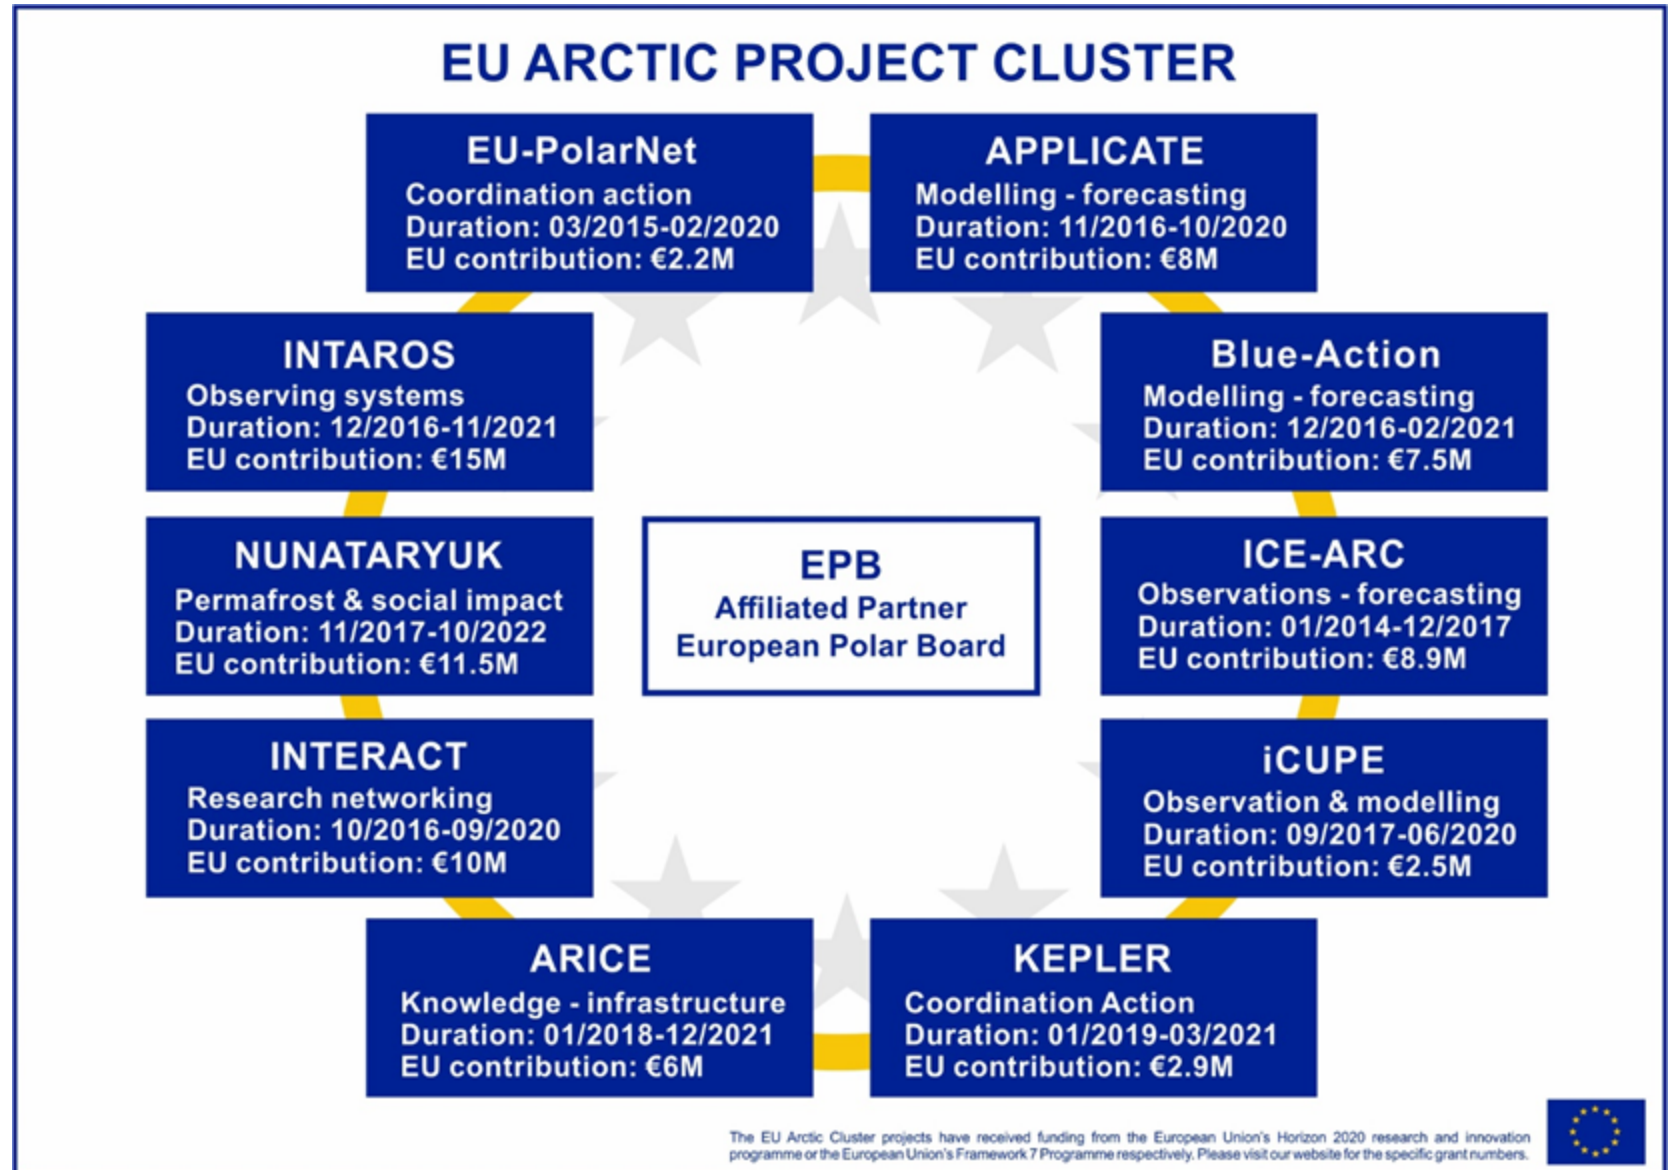 EU ARCTIC PROJECT CLUSTER
EU-PolarNet
Coordination action
Duration: 03/2015-02/2020
EU contribution: €2.2M
APPLICATE
Modelling - forecasting
Duration: 11/2016-10/2020
EU contribution: €8M
INTAROS
Observing systems
Duration: 12/2016-11/2021
EU contribution: €15M
Blue-Action
Modelling - forecasting
Duration: 12/2016-02/2021
EU contribution: €7.5M
NUNATARYUK
Permafrost & social impact
Duration: 11/2017-10/2022
EU contribution: €11.5M
EPB
Affiliated Partner
European Polar Board
ICE-ARC
Observations - forecasting
Duration: 01/2014-12/2017
EU contribution: €8.9M
INTERACT
Research networking
Duration: 10/2016-09/2020
EU contribution: €10M
iCUPE
Observation & modelling
Duration: 09/2017-06/2020
EU contribution: €2.5M
ARICE
Knowledge - infrastructure
Duration: 01/2018-12/2021
EU contribution: €6M
KEPLER
Coordination Action
Duration: 01/2019-03/2021
EU contribution: €2.9M
The EU Arctic Cluster projects have received funding from the European Union's Horizon 2020 research and innovation
programme or the European Union's Framework 7 Programme respectively. Please visit our website for the specific grant numbers.